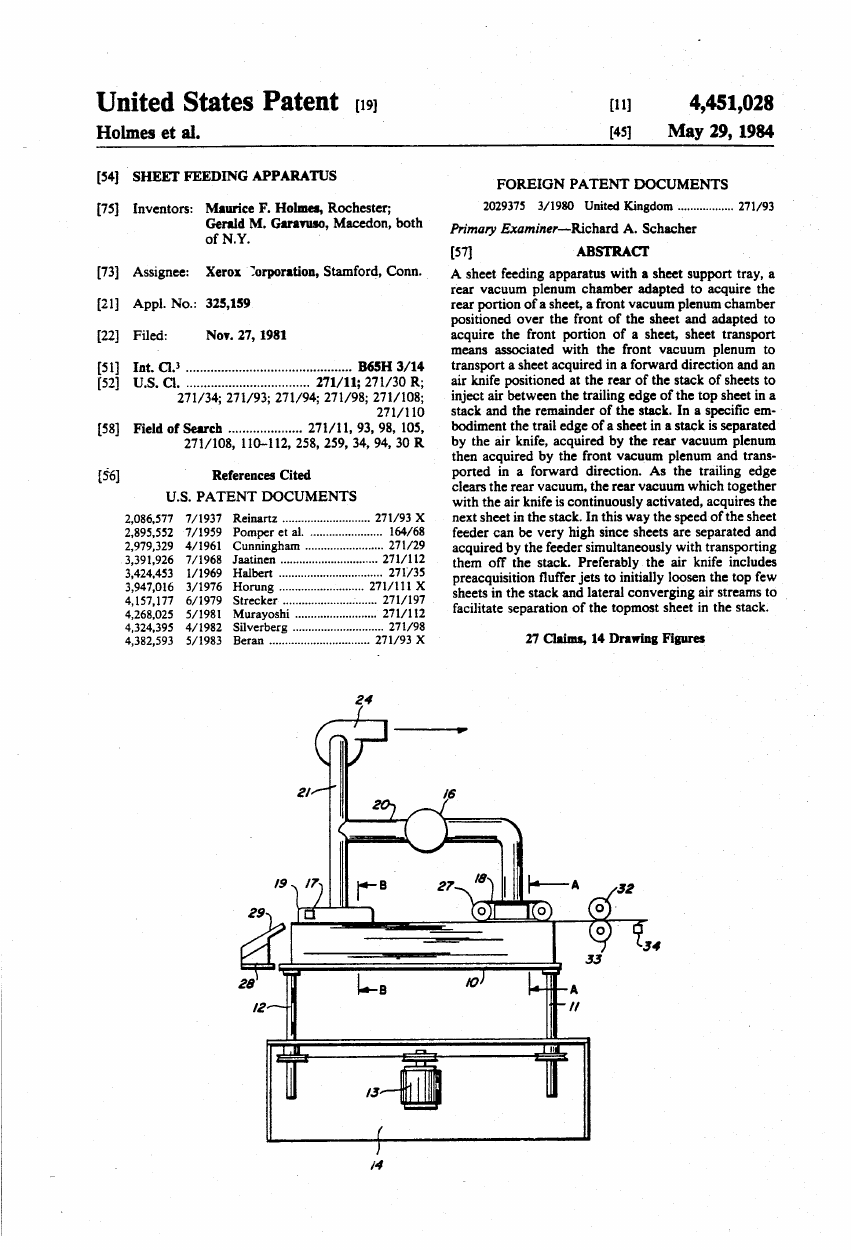 United States Patent [19]
[11] 4,451,028
Holmes et al.
[45] May 29, 1984
[54] SHEET FEEDING APPARATUS
[75] Inventors: Maurice F. Holmes, Rochester;
Gerald M. Garavuso, Macedon, both
of N.Y.
[73] Assignee: Xerox Corporation, Stamford, Conn.
[21] Appl. No.: 325,159
[22] Filed: Nov. 27, 1981
[51] Int. Cl.³ ................................................ B65H 3/14
[52] U.S. Cl. ................................... 271/11; 271/30 R;
271/34; 271/93; 271/94; 271/98; 271/108;
271/110
[58] Field of Search ..................... 271/11, 93, 98, 105,
271/108, 110-112, 258, 259, 34, 94, 30 R
[56] References Cited
U.S. PATENT DOCUMENTS
2,086,577 7/1937 Reinartz ............................ 271/93 X
2,895,552 7/1959 Pomper et al. ....................... 164/68
2,979,329 4/1961 Cunningham ......................... 271/29
3,391,926 7/1968 Jaatinen ............................... 271/112
3,424,453 1/1969 Halbert ................................. 271/35
3,947,016 3/1976 Horung ........................... 271/111 X
4,157,177 6/1979 Strecker ............................... 271/197
4,268,025 5/1981 Murayoshi .......................... 271/112
4,324,395 4/1982 Silverberg ............................. 271/98
4,382,593 5/1983 Beran ................................ 271/93 X
FOREIGN PATENT DOCUMENTS
2029375 3/1980 United Kingdom .................. 271/93
Primary Examiner—Richard A. Schacher
[57] ABSTRACT
A sheet feeding apparatus with a sheet support tray, a
rear vacuum plenum chamber adapted to acquire the
rear portion of a sheet, a front vacuum plenum chamber
positioned over the front of the sheet and adapted to
acquire the front portion of a sheet, sheet transport
means associated with the front vacuum plenum to
transport a sheet acquired in a forward direction and an
air knife positioned at the rear of the stack of sheets to
inject air between the trailing edge of the top sheet in a
stack and the remainder of the stack. In a specific em-
bodiment the trail edge of a sheet in a stack is separated
by the air knife, acquired by the rear vacuum plenum
then acquired by the front vacuum plenum and trans-
ported in a forward direction. As the trailing edge
clears the rear vacuum, the rear vacuum which together
with the air knife is continuously activated, acquires the
next sheet in the stack. In this way the speed of the sheet
feeder can be very high since sheets are separated and
acquired by the feeder simultaneously with transporting
them off the stack. Preferably the air knife includes
preacquisition fluffer jets to initially loosen the top few
sheets in the stack and lateral converging air streams to
facilitate separation of the topmost sheet in the stack.
27 Claims, 14 Drawing Figures
24
21
20
16
19
17
B
27
18
A
32
29
34
33
28
10
B
A
12
11
13
14